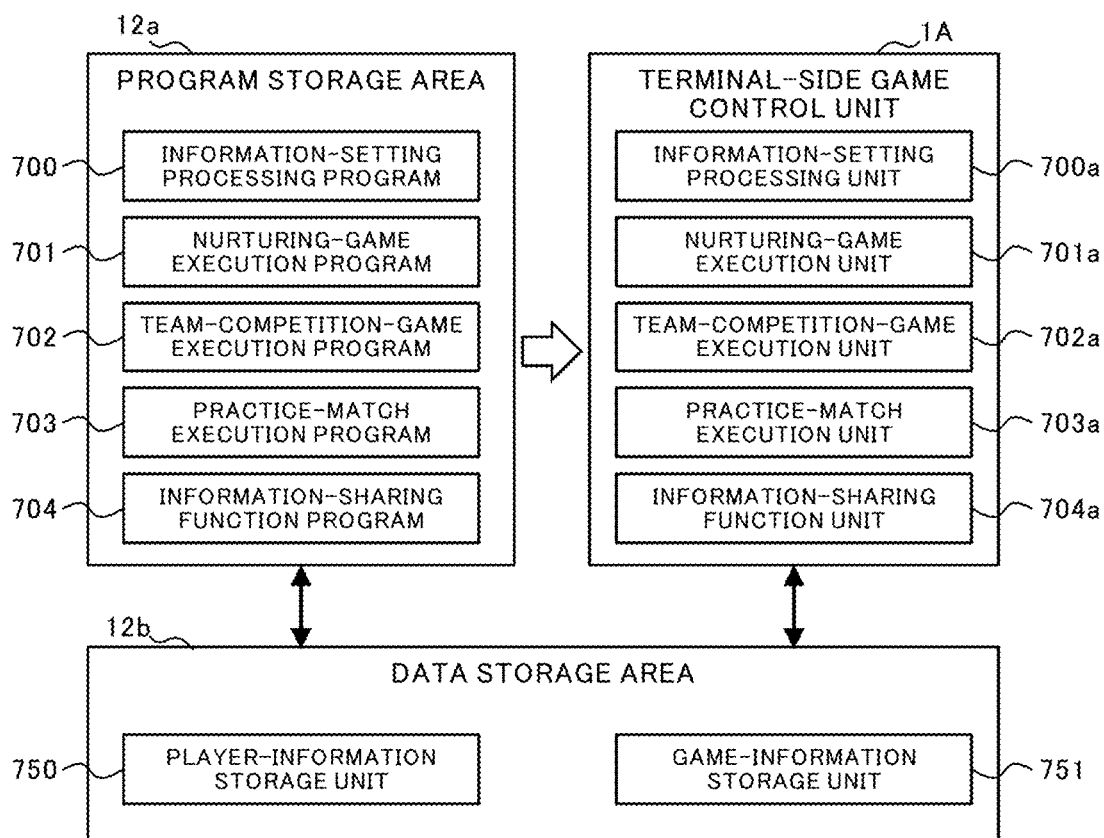 12a
1A
PROGRAM STORAGE AREA
TERMINAL-SIDE GAME
CONTROL UNIT
700
INFORMATION-SETTING
PROCESSING PROGRAM
INFORMATION-SETTING
PROCESSING UNIT
700a
701
NURTURING-GAME
EXECUTION PROGRAM
NURTURING-GAME
EXECUTION UNIT
701a
702
TEAM-COMPETITION-GAME
EXECUTION PROGRAM
TEAM-COMPETITION-GAME
EXECUTION UNIT
702a
703
PRACTICE-MATCH
EXECUTION PROGRAM
PRACTICE-MATCH
EXECUTION UNIT
703a
704
INFORMATION-SHARING
FUNCTION PROGRAM
INFORMATION-SHARING
FUNCTION UNIT
704a
12b
DATA STORAGE AREA
750
PLAYER-INFORMATION
STORAGE UNIT
GAME-INFORMATION
STORAGE UNIT
751